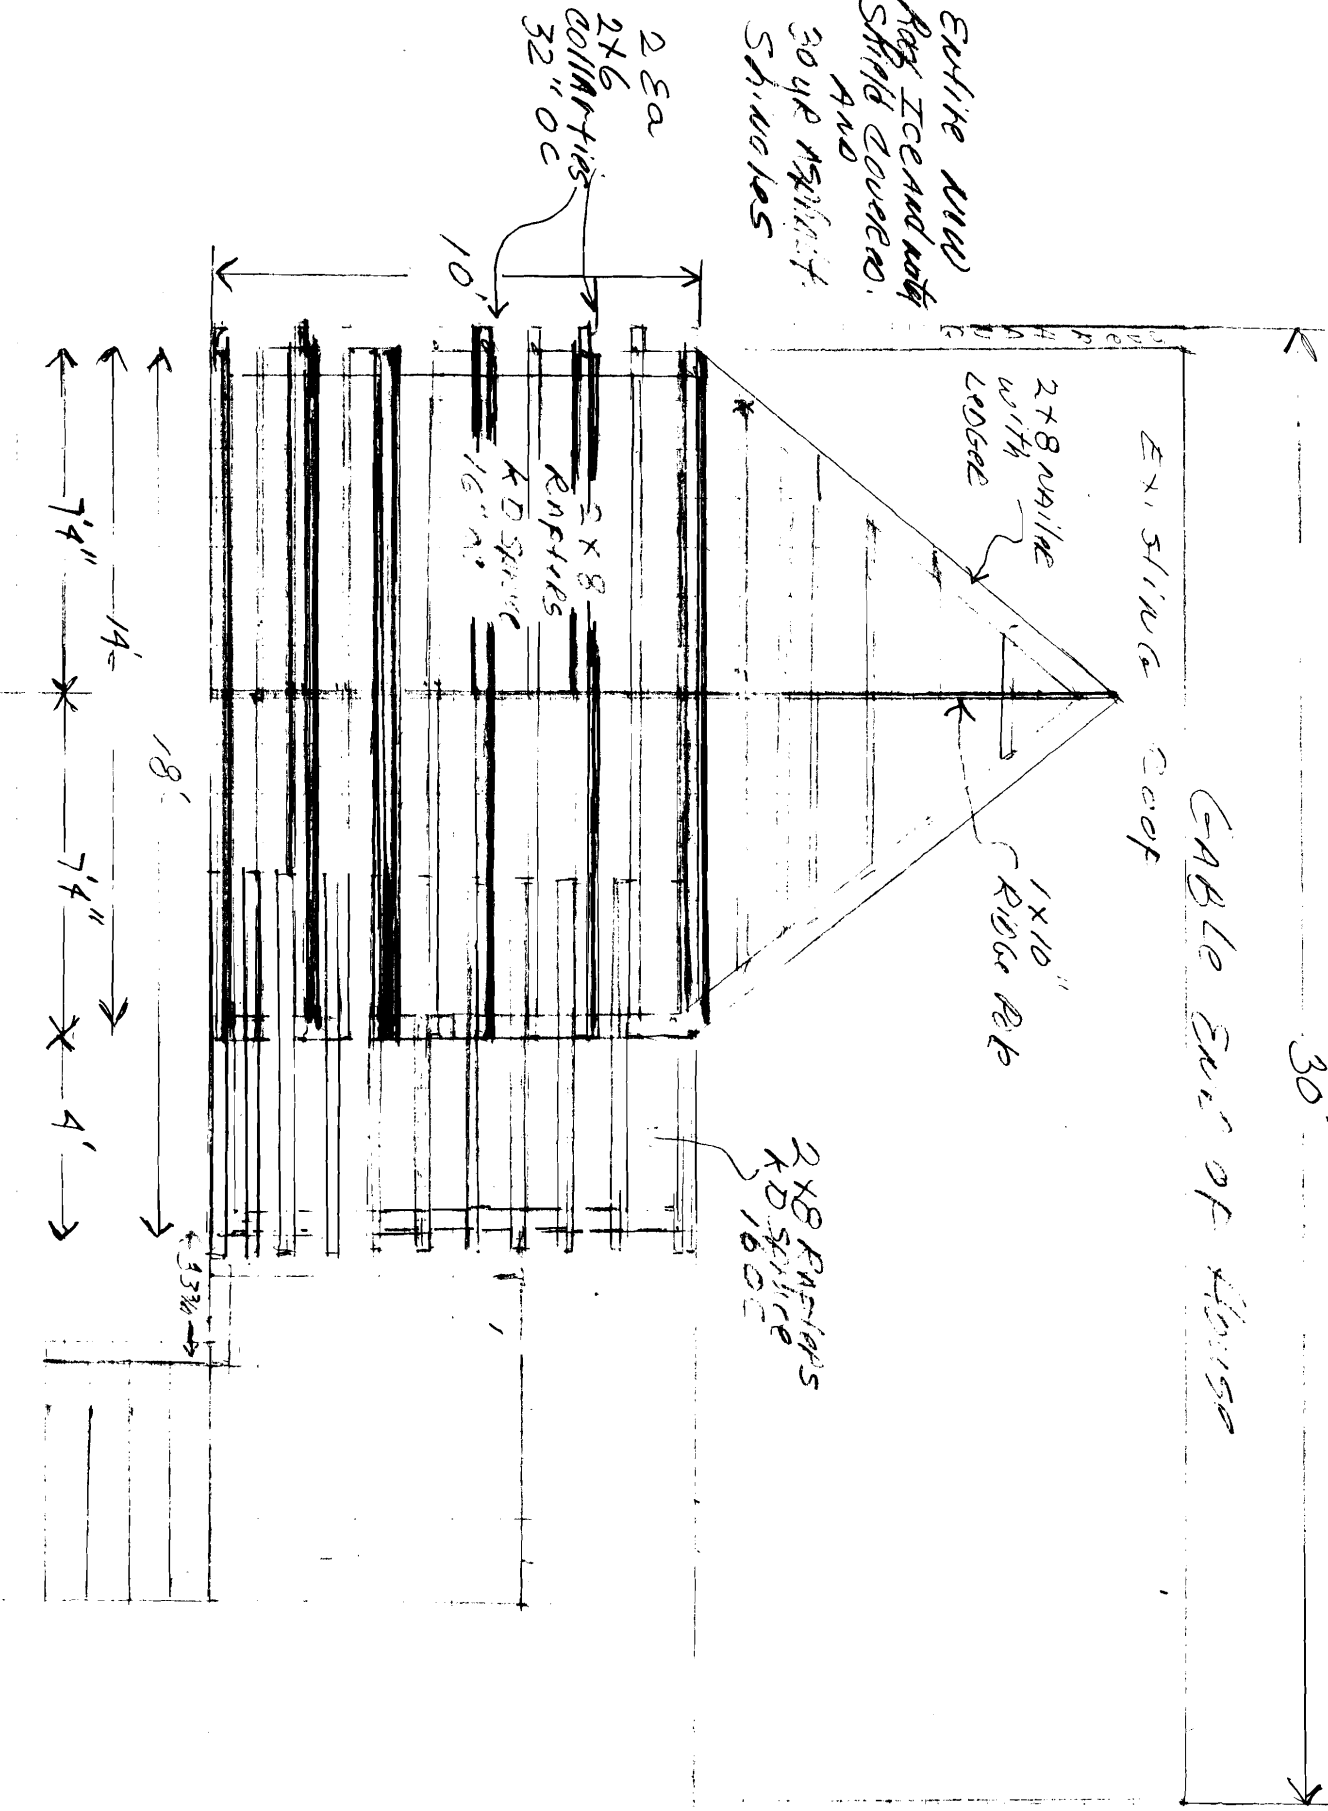 30'
GABLE End OF House
Existing roof
OVERHANG
2x8 nailer
with
Ledger
1x10"
Ridge
Entire new
Roof Ice and water
Shield covered.
AND
30 yr Asphalt
Shingles
2x8 Rafters
KD Spruce
16 OC
2 Ea
2x6
Collar ties
32" OC
10'
2x8
Rafters
KD Spruce
16"
18'
14'
7'4"
7'4"
4'